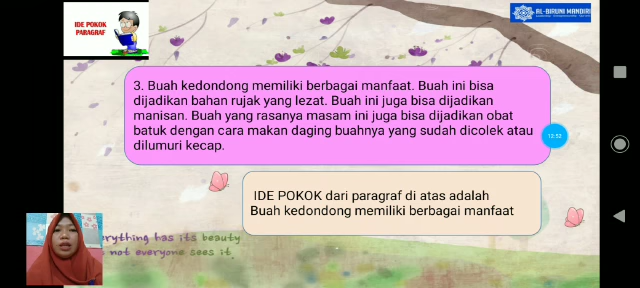 IDE POKOK
PARAGRAF
AL-BIRUNI MANDIRI
3. Buah kedondong memiliki berbagai manfaat. Buah ini bisa
dijadikan bahan rujak yang lezat. Buah ini juga bisa dijadikan
manisan. Buah yang rasanya masam ini juga bisa dijadikan obat
batuk dengan cara makan daging buahnya yang sudah dicolek atau
dilumuri kecap.
12:52
IDE POKOK dari paragraf di atas adalah
Buah kedondong memiliki berbagai manfaat
erything has its beauty
not everyone sees it